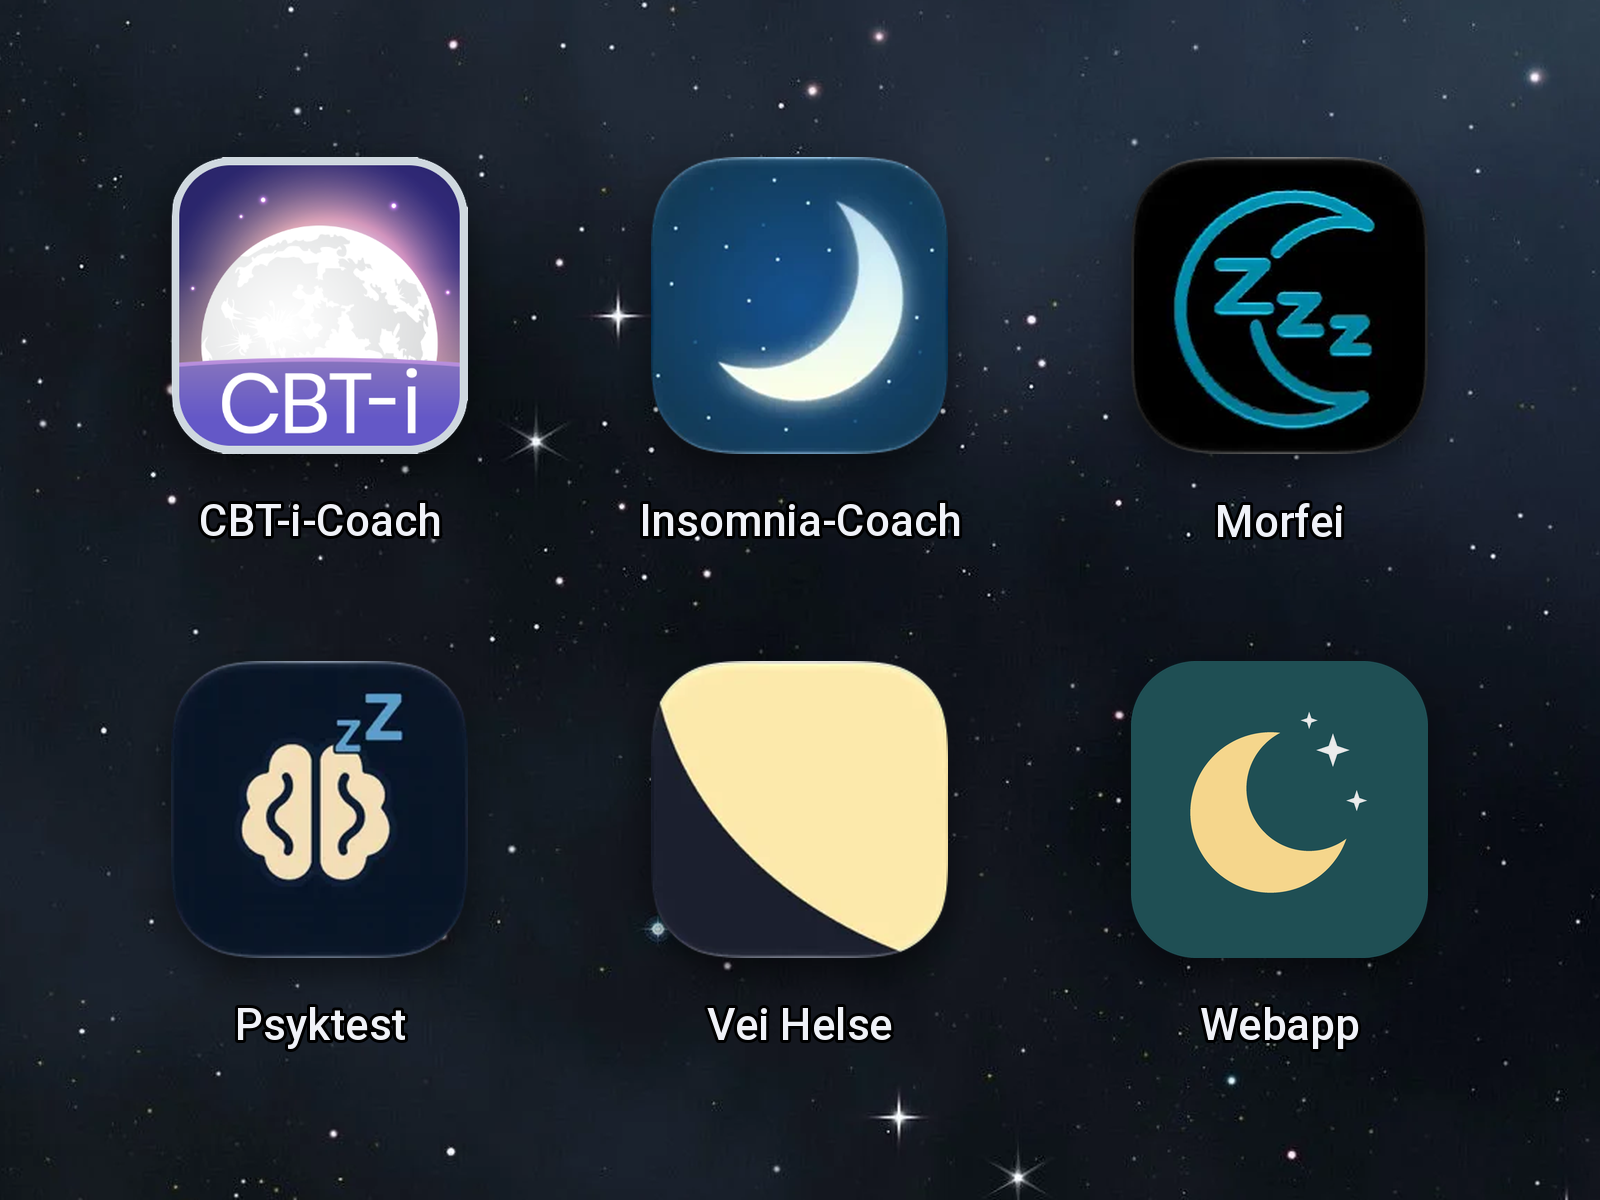 CBT-i
z z z
CBT-i-Coach
Insomnia-Coach
Morfei
z Z
Psyktest
Vei Helse
Webapp